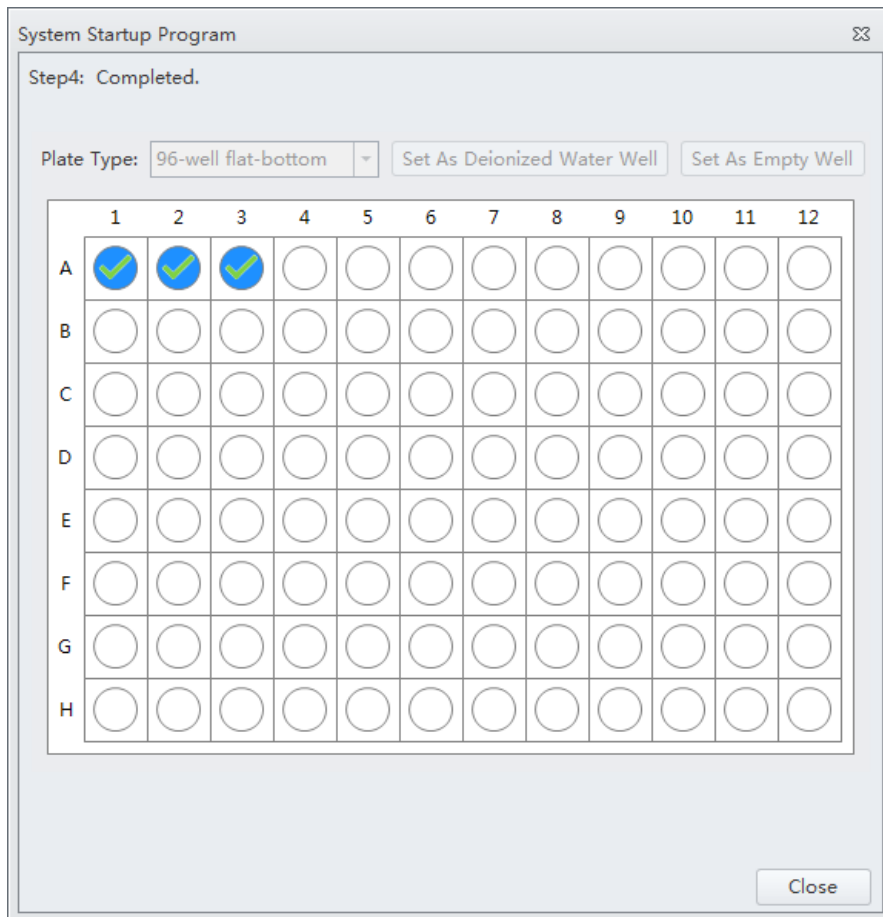 System Startup Program
Step4: Completed.
Plate Type: 96-well flat-bottom Set As Deionized Water Well Set As Empty Well
1 2 3 4 5 6 7 8 9 10 11 12
A
B
C
D
E
F
G
H
Close